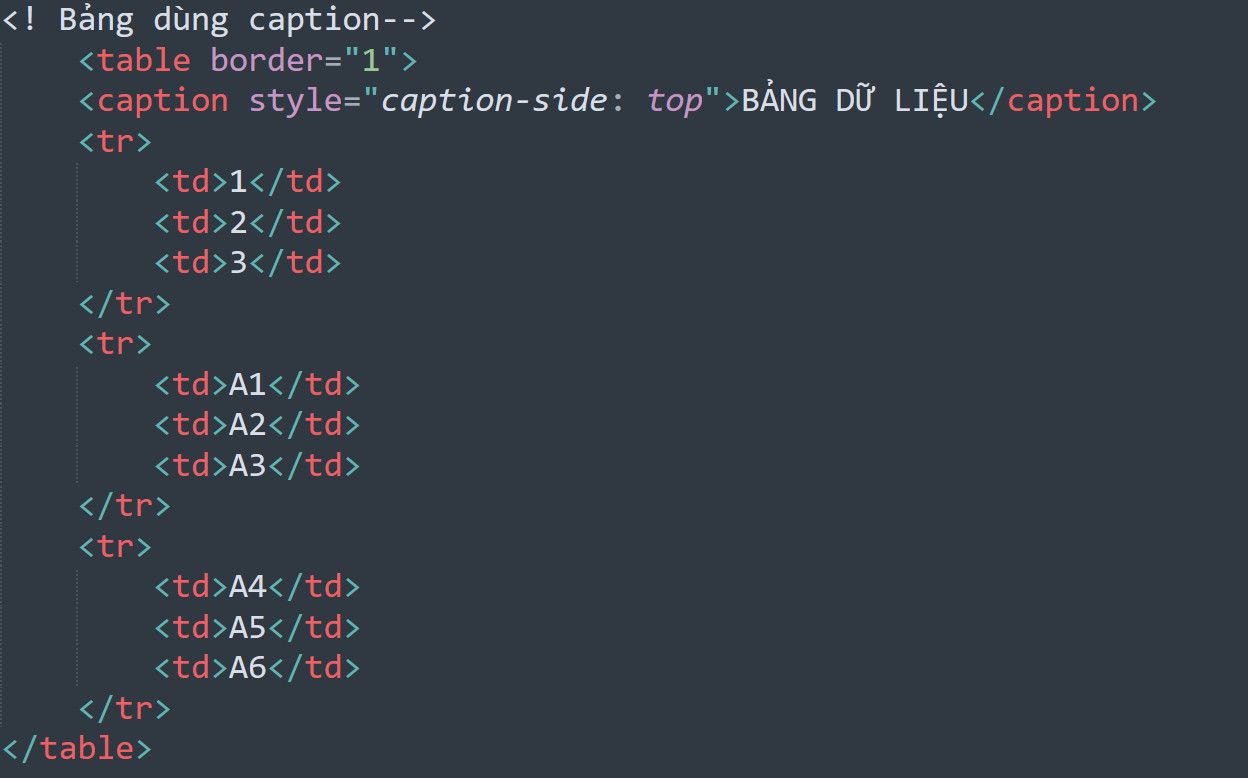 <! Bảng dùng caption-->
<table border="1">
<caption style="caption-side: top">BẢNG DỮ LIỆU</caption>
<tr>
<td>1</td>
<td>2</td>
<td>3</td>
</tr>
<tr>
<td>A1</td>
<td>A2</td>
<td>A3</td>
</tr>
<tr>
<td>A4</td>
<td>A5</td>
<td>A6</td>
</tr>
</table>